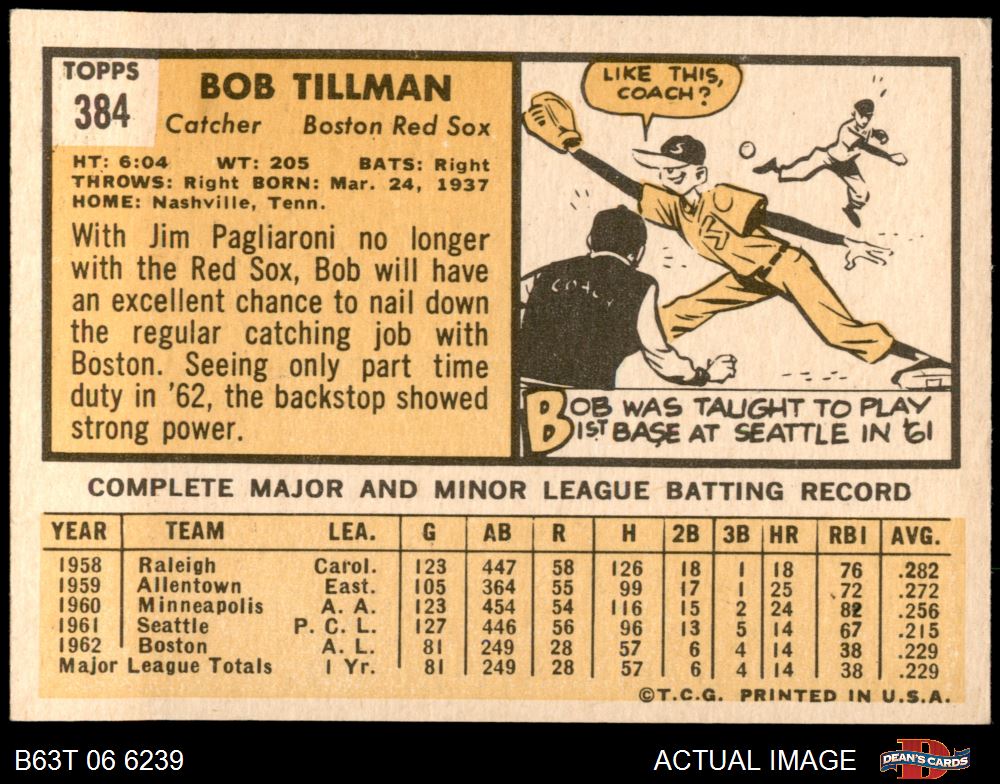 TOPPS
384
BOB TILLMAN
Catcher Boston Red Sox
HT: 6:04 WT: 205 BATS: Right
THROWS: Right BORN: Mar. 24, 1937
HOME: Nashville, Tenn.
With Jim Pagliaroni no longer
with the Red Sox, Bob will have
an excellent chance to nail down
the regular catching job with
Boston. Seeing only part time
duty in '62, the backstop showed
strong power.
LIKE THIS,
COACH?
S
M
COACH
BOB WAS TAUGHT TO PLAY
1ST BASE AT SEATTLE IN '61
COMPLETE MAJOR AND MINOR LEAGUE BATTING RECORD
YEAR TEAM LEA. G AB R H 2B 3B HR RBI AVG.
1958 Raleigh Carol. 123 447 58 126 18 1 18 76 .282
1959 Allentown East. 105 364 55 99 17 1 25 72 .272
1960 Minneapolis A. A. 123 454 54 116 15 2 24 82 .256
1961 Seattle P. C. L. 127 446 56 96 13 5 14 67 .215
1962 Boston A. L. 81 249 28 57 6 4 14 38 .229
Major League Totals 1 Yr. 81 249 28 57 6 4 14 38 .229
©T.C.G. PRINTED IN U.S.A.
B63T 06 6239
ACTUAL IMAGE
D
DEAN'S CARDS